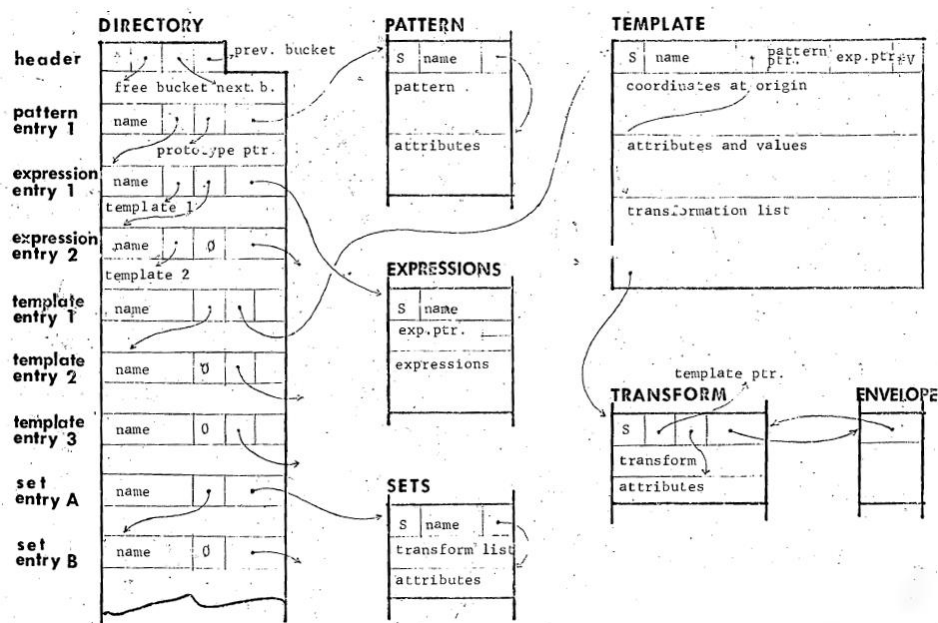 DIRECTORY
header
prev. bucket
free bucket next b.
pattern
entry 1
name
prototype ptr.
expression
entry 1
name
template 1
expression
entry 2
name 0
template 2
template
entry 1
name
template
entry 2
name 0
template
entry 3
name 0
set
entry A
name
set
entry B
name 0
PATTERN
S name
pattern
attributes
EXPRESSIONS
S name
exp.ptr.
expressions
SETS
S name
transform list
attributes
TEMPLATE
S name pattern ptr. exp.ptr. #V
coordinates at origin
attributes and values
transformation list
template ptr.
TRANSFORM
S
transform
attributes
ENVELOPE